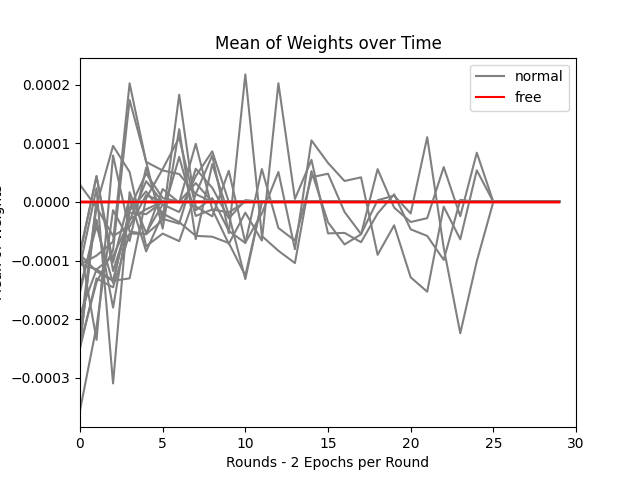 Mean of Weights over Time
normal
free
0.0002
0.0001
0.0000
−0.0001
−0.0002
−0.0003
0 5 10 15 20 25 30
Rounds - 2 Epochs per Round